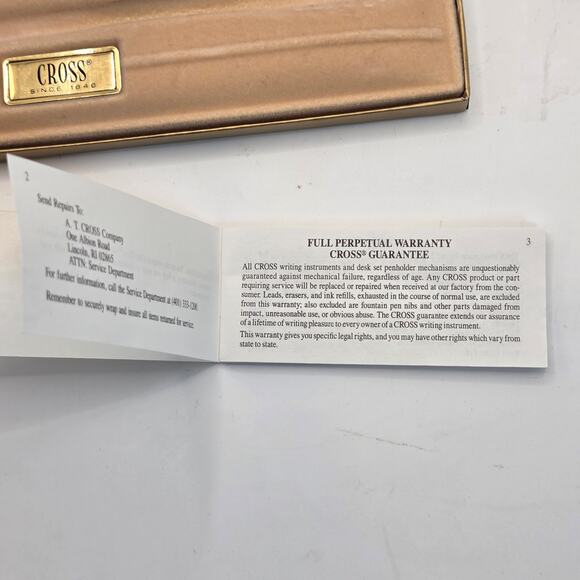 CROSS®
SINCE 1846
2
Send Repairs To:
A. T. CROSS Company
One Albion Road
Lincoln, RI 02865
ATTN: Service Department
For further information, call the Service Department at (401) 333-1200
Remember to securely wrap and insure all items returned for service.
3
FULL PERPETUAL WARRANTY
CROSS® GUARANTEE
All CROSS writing instruments and desk set penholder mechanisms are unquestionably
guaranteed against mechanical failure, regardless of age. Any CROSS product or part
requiring service will be replaced or repaired when received at our factory from the con-
sumer. Leads, erasers, and ink refills, exhausted in the course of normal use, are excluded
from this warranty; also excluded are fountain pen nibs and other parts damaged from
impact, unreasonable use, or obvious abuse. The CROSS guarantee extends our assurance
of a lifetime of writing pleasure to every owner of a CROSS writing instrument.
This warranty gives you specific legal rights, and you may have other rights which vary from
state to state.